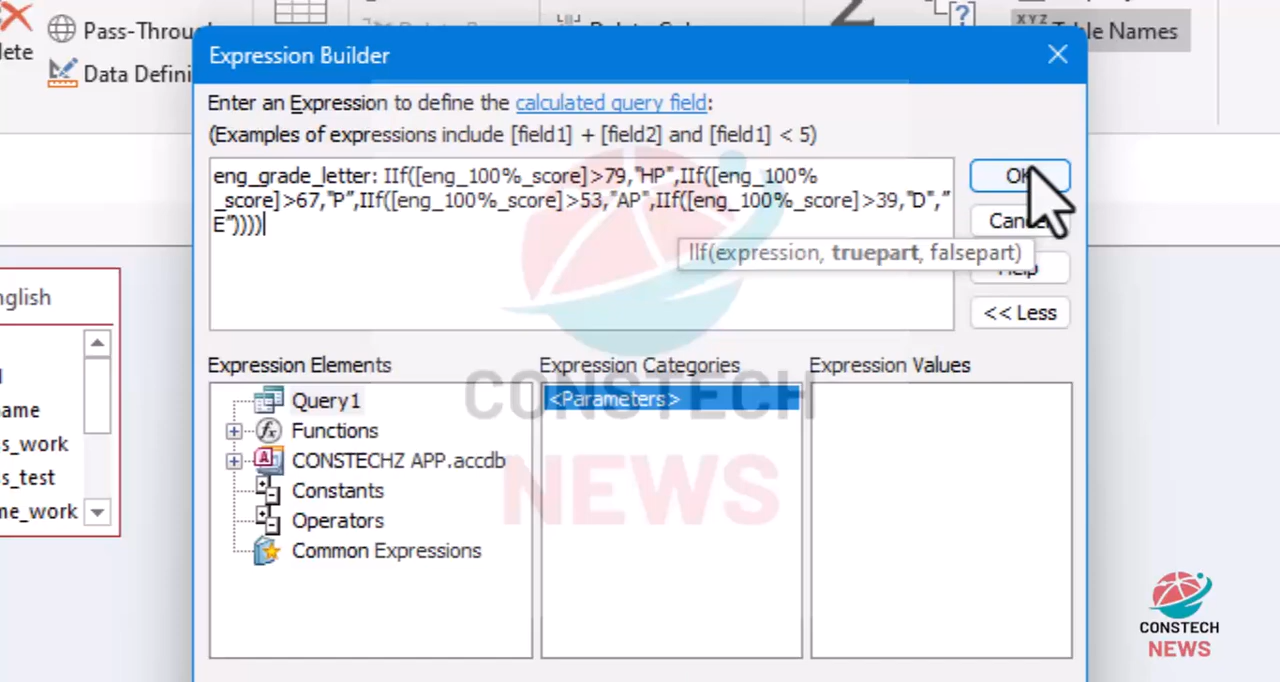 Pass-Throu
lete
Data Defini
Table Names
XYZ
Expression Builder
Enter an Expression to define the calculated query field:
(Examples of expressions include [field1] + [field2] and [field1] < 5)
eng_grade_letter: IIf([eng_100%_score]>79,"HP",IIf([eng_100%
_score]>67,"P”,IIf([eng_100%_score]>53,"AP",IIf([eng_100%_score]>39,"D",”
E”))))
OK
Cancel
IIf(expression, truepart, falsepart)
Help
<< Less
nglish
ame
s_work
s_test
me_work
Expression Elements
Expression Categories
Expression Values
Query1
<Parameters>
Functions
CONSTECHZ APP.accdb
Constants
Operators
Common Expressions
CONSTECH
NEWS
CONSTECH
NEWS